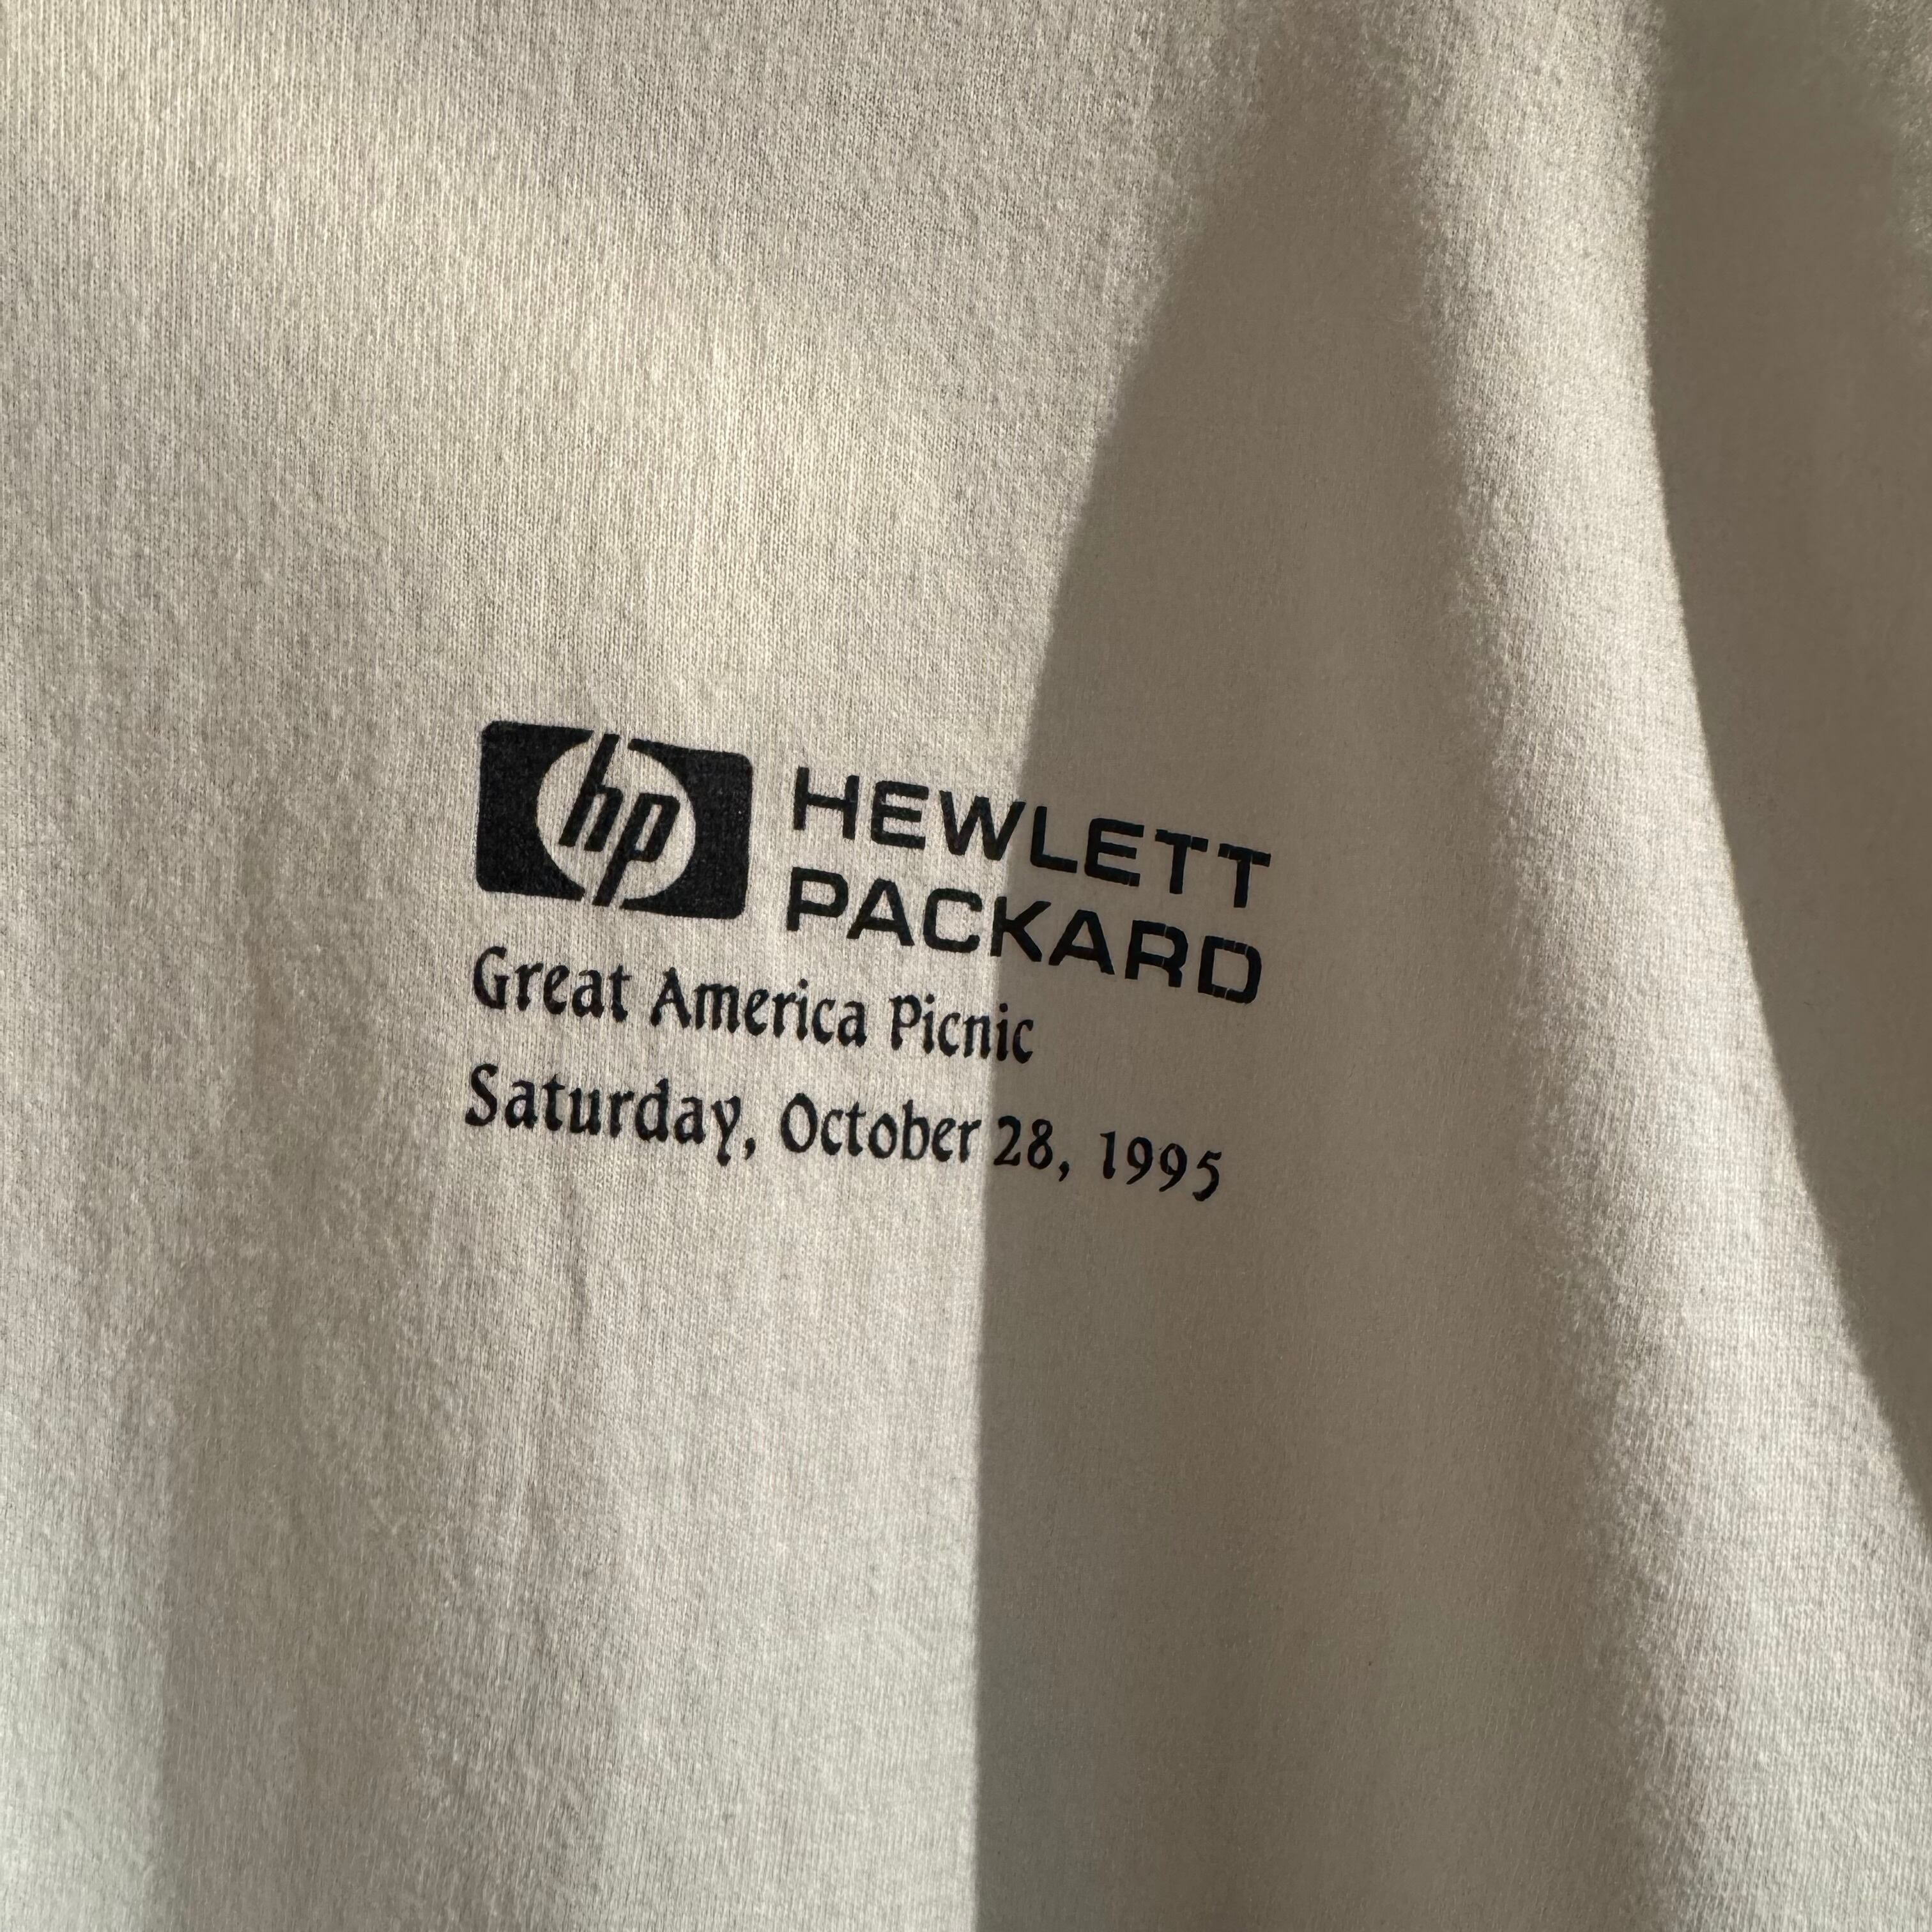 hp HEWLETT
PACKARD
Great America Picnic
Saturday, October 28, 1995